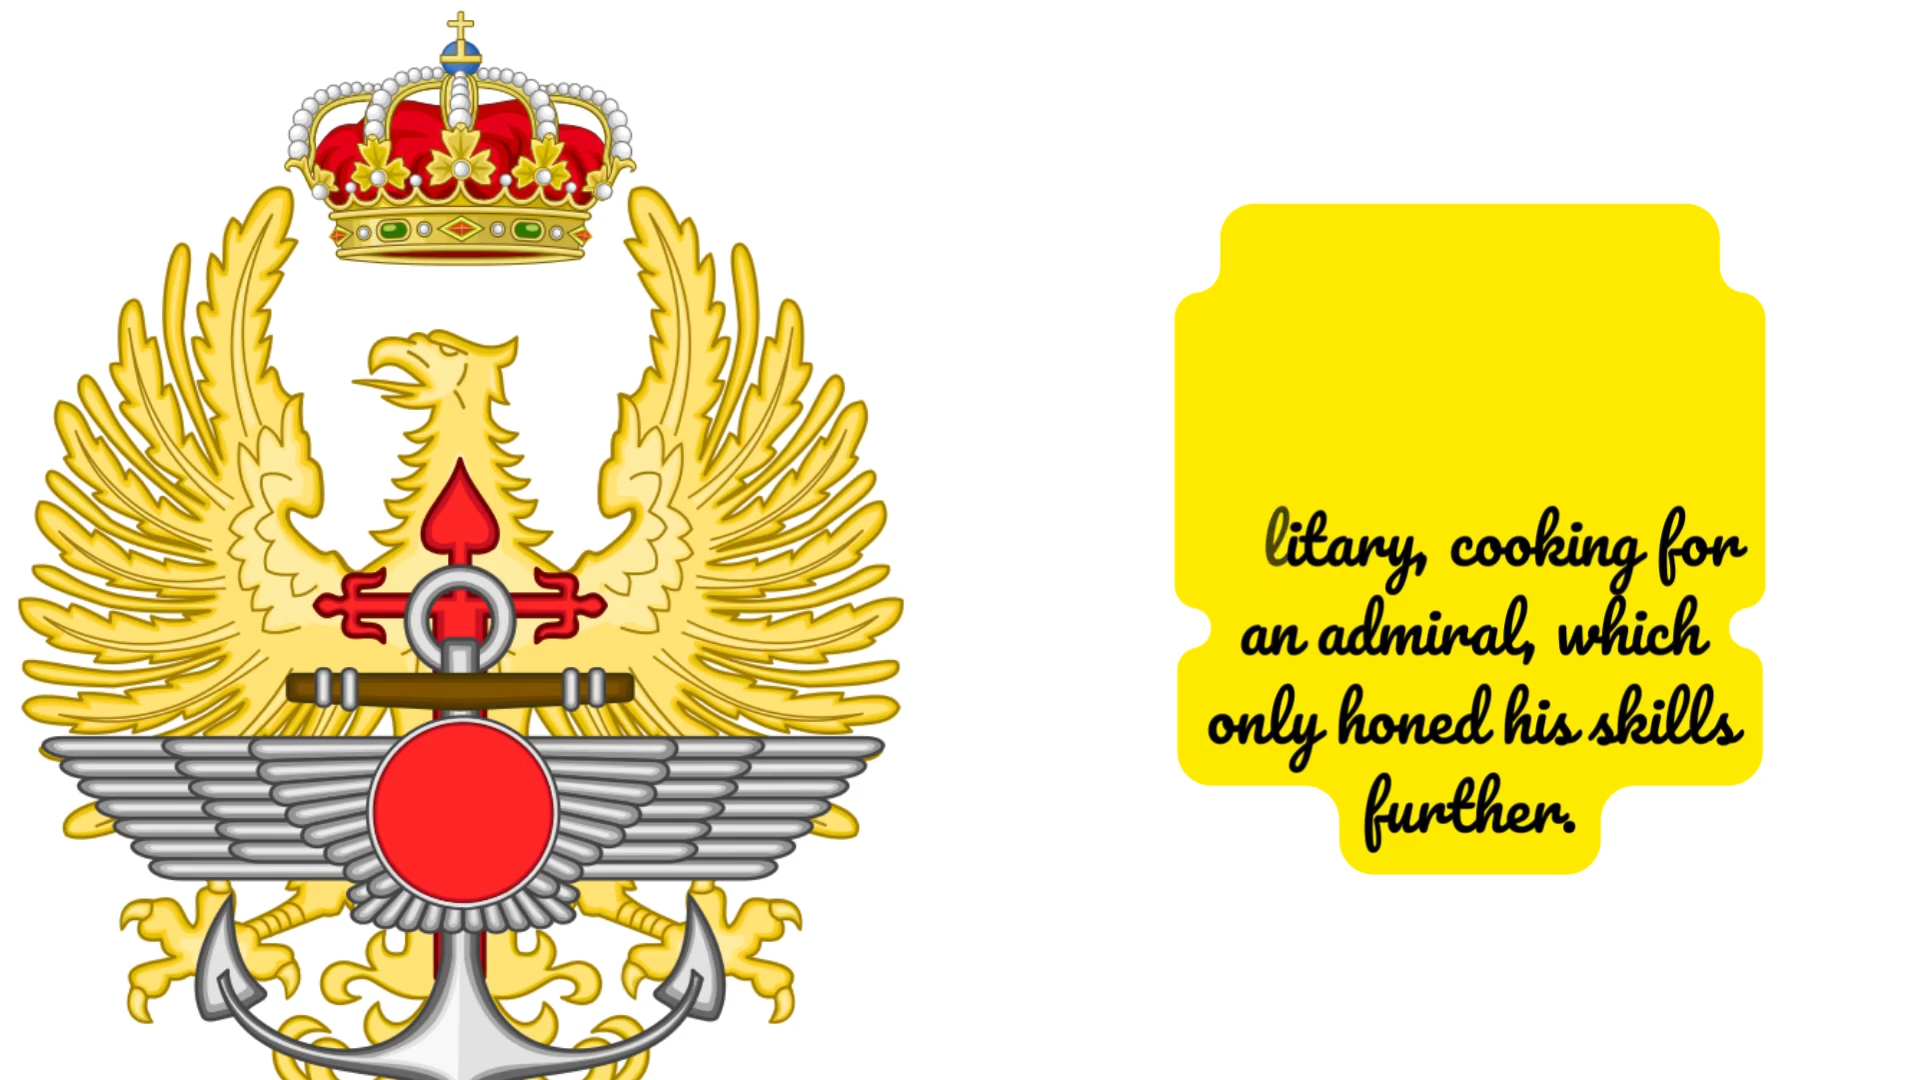 litary, cooking for
an admiral, which
only honed his skills
further.